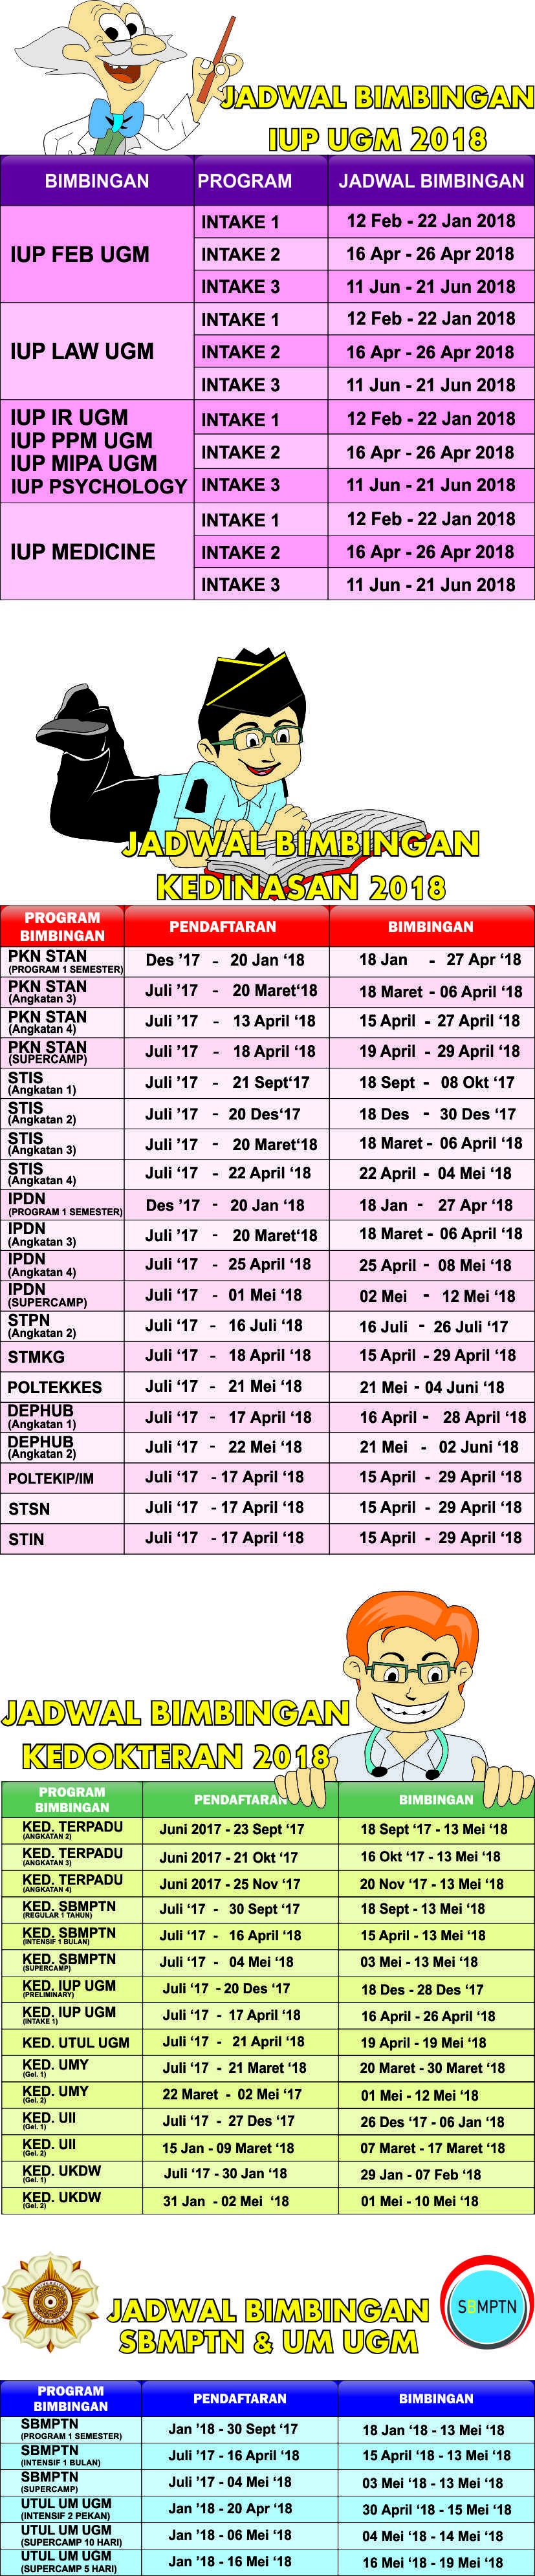 JADWAL BIMBINGAN
IUP UGM 2018
BIMBINGAN PROGRAM JADWAL BIMBINGAN
IUP FEB UGM
INTAKE 1 12 Feb - 22 Jan 2018
INTAKE 2 16 Apr - 26 Apr 2018
INTAKE 3 11 Jun - 21 Jun 2018
IUP LAW UGM
INTAKE 1 12 Feb - 22 Jan 2018
INTAKE 2 16 Apr - 26 Apr 2018
INTAKE 3 11 Jun - 21 Jun 2018
IUP IR UGM
IUP PPM UGM
IUP MIPA UGM
IUP PSYCHOLOGY
INTAKE 1 12 Feb - 22 Jan 2018
INTAKE 2 16 Apr - 26 Apr 2018
INTAKE 3 11 Jun - 21 Jun 2018
IUP MEDICINE
INTAKE 1 12 Feb - 22 Jan 2018
INTAKE 2 16 Apr - 26 Apr 2018
INTAKE 3 11 Jun - 21 Jun 2018
JADWAL BIMBINGAN
KEDINASAN 2018
PROGRAM
BIMBINGAN
PENDAFTARAN BIMBINGAN
PKN STAN
(PROGRAM 1 SEMESTER)
Des '17 - 20 Jan '18 18 Jan - 27 Apr '18
PKN STAN
(Angkatan 3)
Juli '17 - 20 Maret'18 18 Maret - 06 April '18
PKN STAN
(Angkatan 4)
Juli '17 - 13 April '18 15 April - 27 April '18
PKN STAN
(SUPERCAMP)
Juli '17 - 18 April '18 19 April - 29 April '18
STIS
(Angkatan 1)
Juli '17 - 21 Sept'17 18 Sept - 08 Okt '17
STIS
(Angkatan 2)
Juli '17 - 20 Des'17 18 Des - 30 Des '17
STIS
(Angkatan 3)
Juli '17 - 20 Maret'18 18 Maret - 06 April '18
STIS
(Angkatan 4)
Juli '17 - 22 April '18 22 April - 04 Mei '18
IPDN
(PROGRAM 1 SEMESTER)
Des '17 - 20 Jan '18 18 Jan - 27 Apr '18
IPDN
(Angkatan 3)
Juli '17 - 20 Maret'18 18 Maret - 06 April '18
IPDN
(Angkatan 4)
Juli '17 - 25 April '18 25 April - 08 Mei '18
IPDN
(SUPERCAMP)
Juli '17 - 01 Mei '18 02 Mei - 12 Mei '18
STPN
(Angkatan 2)
Juli '17 - 16 Juli '18 16 Juli - 26 Juli '17
STMKG Juli '17 - 18 April '18 15 April - 29 April '18
POLTEKKES Juli '17 - 21 Mei '18 21 Mei - 04 Juni '18
DEPHUB
(Angkatan 1)
Juli '17 - 17 April '18 16 April - 28 April '18
DEPHUB
(Angkatan 2)
Juli '17 - 22 Mei '18 21 Mei - 02 Juni '18
POLTEKIP/IM Juli '17 - 17 April '18 15 April - 29 April '18
STSN Juli '17 - 17 April '18 15 April - 29 April '18
STIN Juli '17 - 17 April '18 15 April - 29 April '18
JADWAL BIMBINGAN
KEDOKTERAN 2018
PROGRAM
BIMBINGAN
PENDAFTARAN BIMBINGAN
KED. TERPADU
(ANGKATAN 2)
Juni 2017 - 23 Sept '17 18 Sept '17 - 13 Mei '18
KED. TERPADU
(ANGKATAN 3)
Juni 2017 - 21 Okt '17 16 Okt '17 - 13 Mei '18
KED. TERPADU
(ANGKATAN 4)
Juni 2017 - 25 Nov '17 20 Nov '17 - 13 Mei '18
KED. SBMPTN
(REGULAR 1 TAHUN)
Juli '17 - 30 Sept '17 18 Sept - 13 Mei '18
KED. SBMPTN
(INTENSIF 1 BULAN)
Juli '17 - 16 April '18 15 April - 13 Mei '18
KED. SBMPTN
(SUPERCAMP)
Juli '17 - 04 Mei '18 03 Mei - 13 Mei '18
KED. IUP UGM
(PRELIMINARY)
Juli '17 - 20 Des '17 18 Des - 28 Des '17
KED. IUP UGM
(INTAKE 1)
Juli '17 - 17 April '18 16 April - 26 April '18
KED. UTUL UGM Juli '17 - 21 April '18 19 April - 19 Mei '18
KED. UMY
(Gel. 1)
Juli '17 - 21 Maret '18 20 Maret - 30 Maret '18
KED. UMY
(Gel. 2)
22 Maret - 02 Mei '17 01 Mei - 12 Mei '18
KED. UII
(Gel. 1)
Juli '17 - 27 Des '17 26 Des '17 - 06 Jan '18
KED. UII
(Gel. 2)
15 Jan - 09 Maret '18 07 Maret - 17 Maret '18
KED. UKDW
(Gel. 1)
Juli '17 - 30 Jan '18 29 Jan - 07 Feb '18
KED. UKDW
(Gel. 2)
31 Jan - 02 Mei '18 01 Mei - 10 Mei '18
SBMPTN
JADWAL BIMBINGAN
SBMPTN & UM UGM
PROGRAM
BIMBINGAN
PENDAFTARAN BIMBINGAN
SBMPTN
(PROGRAM 1 SEMESTER)
Jan '18 - 30 Sept '17 18 Jan '18 - 13 Mei '18
SBMPTN
(INTENSIF 1 BULAN)
Juli '17 - 16 April '18 15 April '18 - 13 Mei '18
SBMPTN
(SUPERCAMP)
Juli '17 - 04 Mei '18 03 Mei '18 - 13 Mei '18
UTUL UM UGM
(INTENSIF 2 PEKAN)
Jan '18 - 20 Apr '18 30 April '18 - 15 Mei '18
UTUL UM UGM
(SUPERCAMP 10 HARI)
Jan '18 - 06 Mei '18 04 Mei '18 - 14 Mei '18
UTUL UM UGM
(SUPERCAMP 5 HARI)
Jan '18 - 16 Mei '18 16 Mei '18 - 19 Mei '18